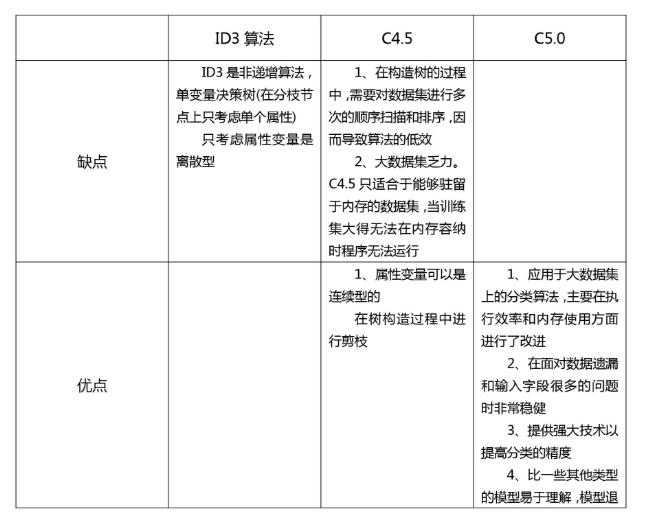 ID3 算法
C4.5
C5.0
缺点
ID3 是非递增算法，
单变量决策树(在分枝节
点上只考虑单个属性)
只考虑属性变量是
离散型
1、在构造树的过程
中，需要对数据集进行多
次的顺序扫描和排序，因
而导致算法的低效
2、大数据集乏力。
C4.5 只适合于能够驻留
于内存的数据集，当训练
集大得无法在内存容纳
时程序无法运行
优点
1、属性变量可以是
连续型的
在树构造过程中进
行剪枝
1、应用于大数据集
上的分类算法，主要在执
行效率和内存使用方面
进行了改进
2、在面对数据遗漏
和输入字段很多的问题
时非常稳健
3、提供强大技术以
提高分类的精度
4、比一些其他类型
的模型易于理解，模型退